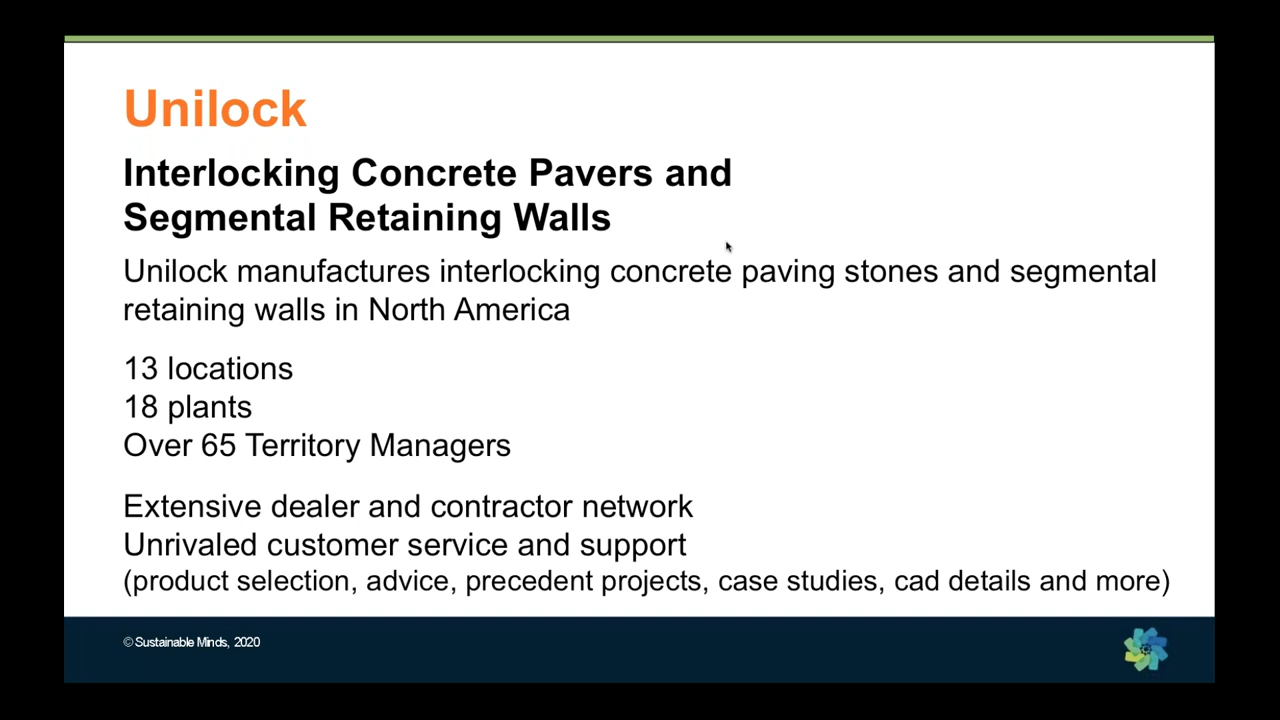 Unilock
Interlocking Concrete Pavers and
Segmental Retaining Walls
Unilock manufactures interlocking concrete paving stones and segmental
retaining walls in North America
13 locations
18 plants
Over 65 Territory Managers
Extensive dealer and contractor network
Unrivaled customer service and support
(product selection, advice, precedent projects, case studies, cad details and more)
© Sustainable Minds, 2020